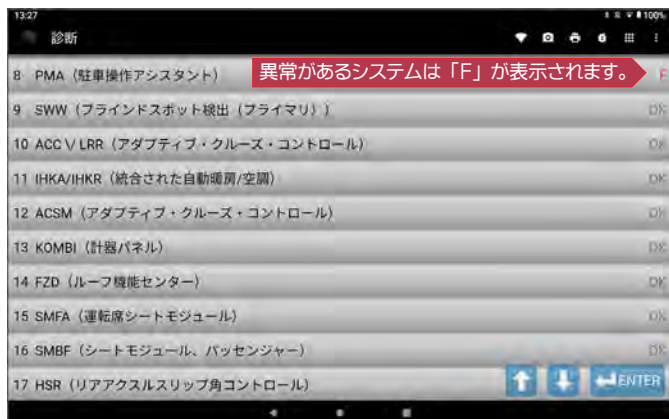 13:27 100%
診断
8 PMA（駐車操作アシスタント） F
異常があるシステムは「F」が表示されます。
9 SWW（ブラインドスポット検出（プライマリ）） OK
10 ACC \/ LRR（アダプティブ・クルーズ・コントロール） OK
11 IHKA/IHKR（統合された自動暖房/空調） OK
12 ACSM（アダプティブ・クルーズ・コントロール） OK
13 KOMBI（計器パネル） OK
14 FZD（ルーフ機能センター） OK
15 SMFA（運転席シートモジュール） OK
16 SMBF（シートモジュール、パッセンジャー） OK
17 HSR（リアアクスルスリップ角コントロール）
ENTER